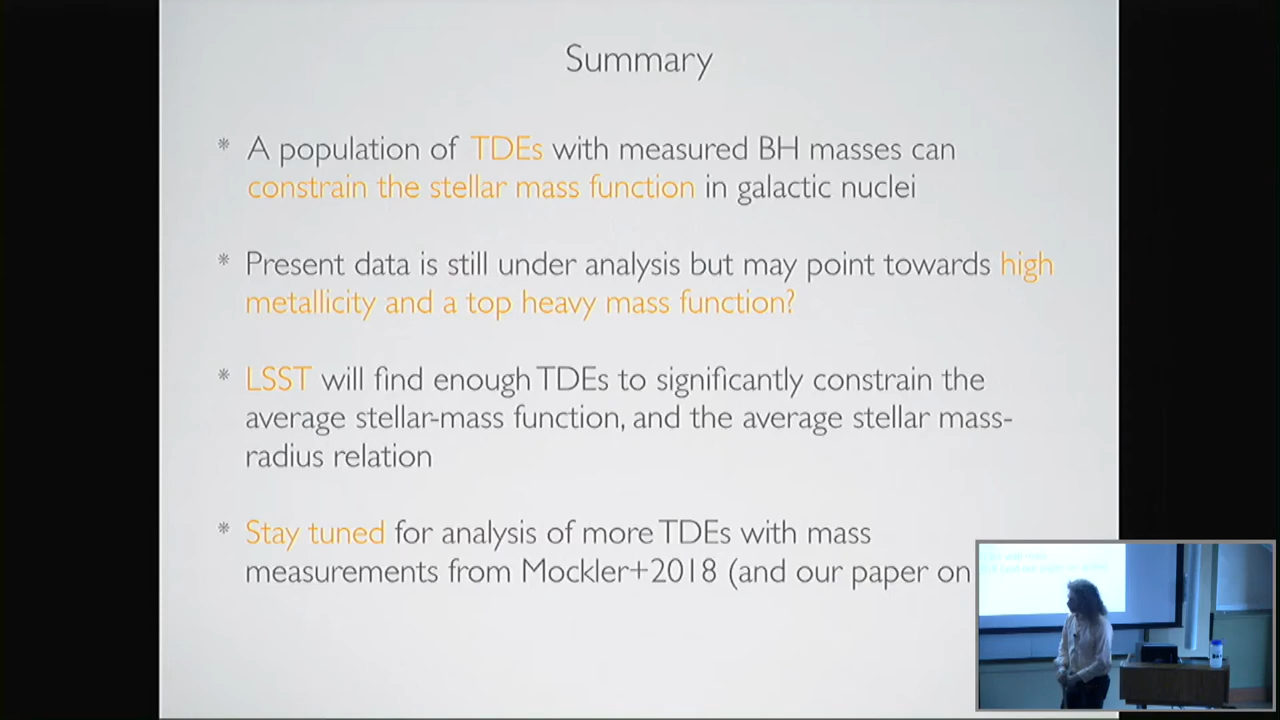 Summary
* A population of TDEs with measured BH masses can
constrain the stellar mass function in galactic nuclei
* Present data is still under analysis but may point towards high
metallicity and a top heavy mass function?
* LSST will find enough TDEs to significantly constrain the
average stellar-mass function, and the average stellar mass-
radius relation
* Stay tuned for analysis of more TDEs with mass
measurements from Mockler+2018 (and our paper on